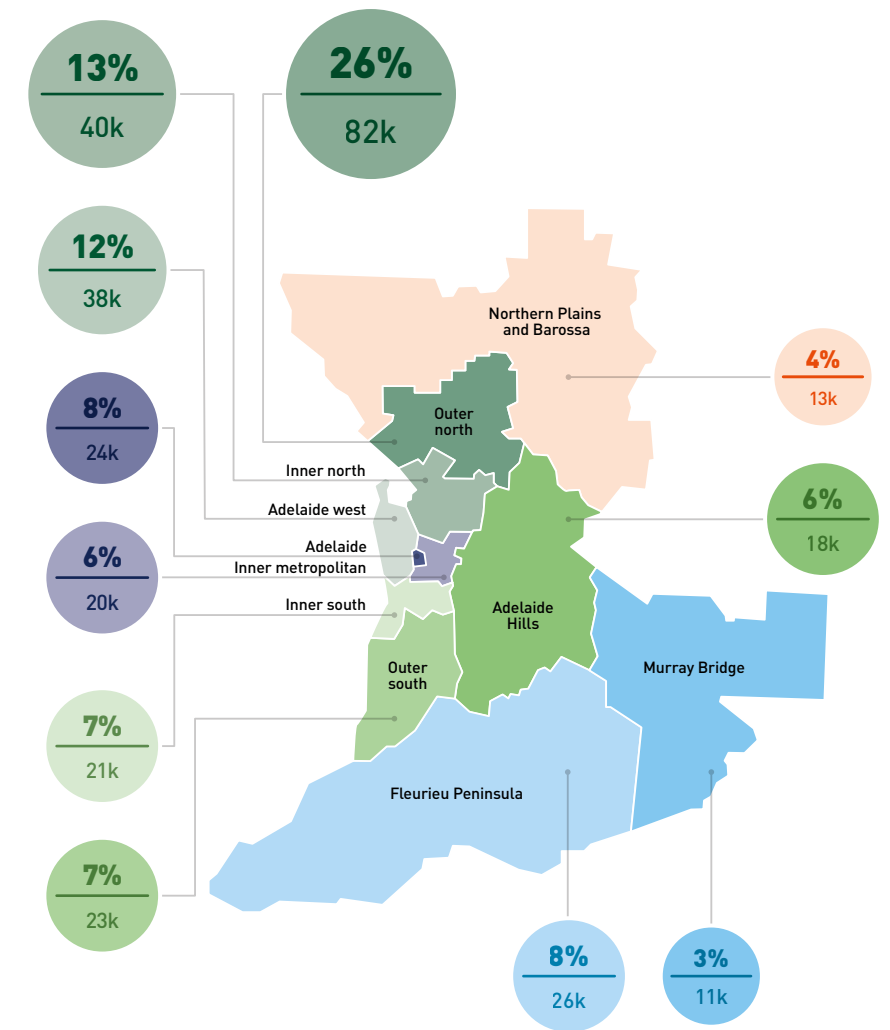 13%
40k
26%
82k
12%
38k
Northern Plains
and Barossa
4%
13k
8%
24k
Outer
north
Inner north
6%
18k
Adelaide west
6%
20k
Adelaide
Inner metropolitan
Inner south
Adelaide
Hills
Outer
south
Murray Bridge
7%
21k
Fleurieu Peninsula
7%
23k
8%
26k
3%
11k